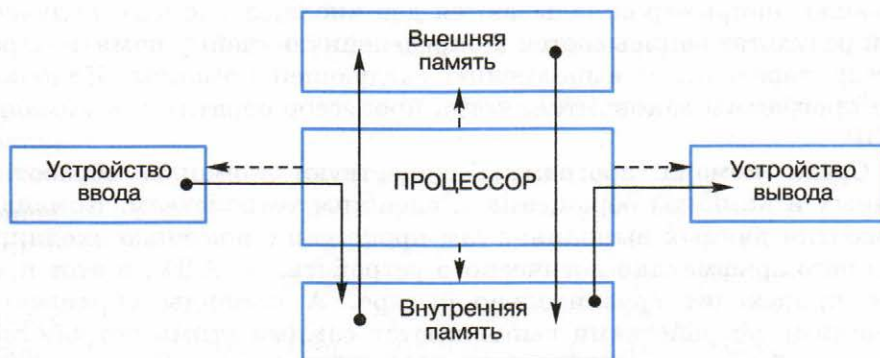 Внешняя
память
Устройство
ввода
ПРОЦЕССОР
Устройство
вывода
Внутренняя
память